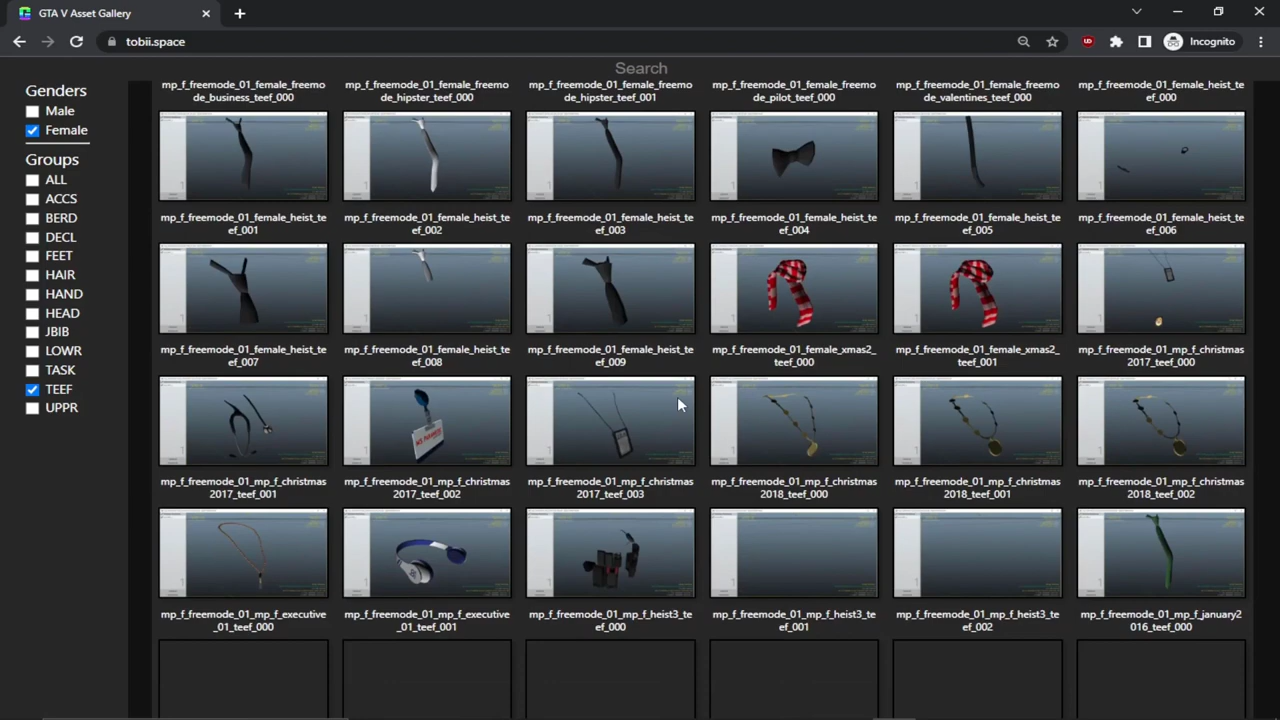 GTA V Asset Gallery
tobii.space
Incognito
Search
Genders
Male
Female
Groups
ALL
ACCS
BERD
DECL
FEET
HAIR
HAND
HEAD
JBIB
LOWR
TASK
TEEF
UPPR
mp_f_freemode_01_female_freemo
de_business_teef_000
mp_f_freemode_01_female_freemo
de_hipster_teef_000
mp_f_freemode_01_female_freemo
de_hipster_teef_001
mp_f_freemode_01_female_freemo
de_pilot_teef_000
mp_f_freemode_01_female_freemo
de_valentines_teef_000
mp_f_freemode_01_female_heist_te
ef_000
mp_f_freemode_01_female_heist_te
ef_001
mp_f_freemode_01_female_heist_te
ef_002
mp_f_freemode_01_female_heist_te
ef_003
mp_f_freemode_01_female_heist_te
ef_004
mp_f_freemode_01_female_heist_te
ef_005
mp_f_freemode_01_female_heist_te
ef_006
mp_f_freemode_01_female_heist_te
ef_007
mp_f_freemode_01_female_heist_te
ef_008
mp_f_freemode_01_female_heist_te
ef_009
mp_f_freemode_01_female_xmas2_
teef_000
mp_f_freemode_01_female_xmas2_
teef_001
mp_f_freemode_01_mp_f_christmas
2017_teef_000
mp_f_freemode_01_mp_f_christmas
2017_teef_001
mp_f_freemode_01_mp_f_christmas
2017_teef_002
mp_f_freemode_01_mp_f_christmas
2017_teef_003
mp_f_freemode_01_mp_f_christmas
2018_teef_000
mp_f_freemode_01_mp_f_christmas
2018_teef_001
mp_f_freemode_01_mp_f_christmas
2018_teef_002
mp_f_freemode_01_mp_f_executive
_01_teef_000
mp_f_freemode_01_mp_f_executive
_01_teef_001
mp_f_freemode_01_mp_f_heist3_te
ef_000
mp_f_freemode_01_mp_f_heist3_te
ef_001
mp_f_freemode_01_mp_f_heist3_te
ef_002
mp_f_freemode_01_mp_f_january2
016_teef_000